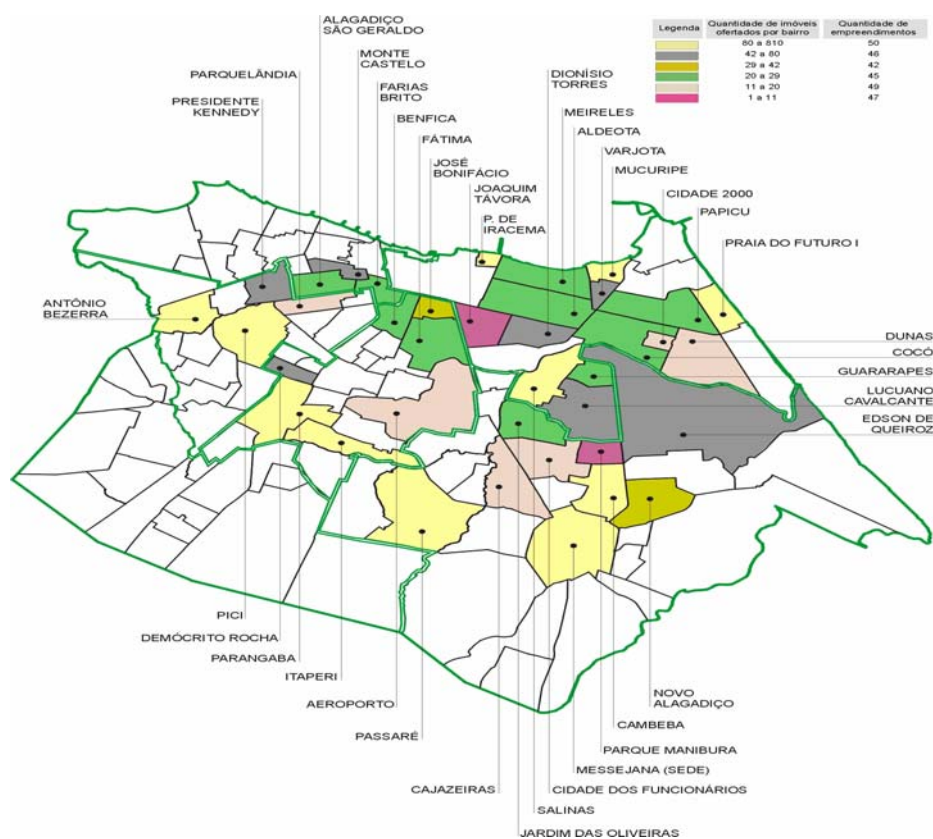 Legenda
Quantidade de imóveis
ofertados por bairro
Quantidade de
empreendimentos
80 a 810 50
42 a 80 46
29 a 42 42
20 a 29 45
11 a 20 49
1 a 11 47
ALAGADIÇO
SÃO GERALDO
MONTE
CASTELO
PARQUELÂNDIA
FARIAS
BRITO
DIONÍSIO
TORRES
PRESIDENTE
KENNEDY
BENFICA
MEIRELES
FÁTIMA
ALDEOTA
JOSÉ
BONIFÁCIO
VARJOTA
JOAQUIM
TÁVORA
MUCURIPE
CIDADE 2000
P. DE
IRACEMA
PAPICU
PRAIA DO FUTURO I
ANTÔNIO
BEZERRA
DUNAS
COCÓ
GUARARAPES
LUCUANO
CAVALCANTE
EDSON DE
QUEIROZ
PICI
DEMÓCRITO ROCHA
PARANGABA
ITAPERI
AEROPORTO
PASSARÉ
NOVO
ALAGADIÇO
CAMBEBA
PARQUE MANIBURA
MESSEJANA (SEDE)
CAJAZEIRAS
CIDADE DOS FUNCIONÁRIOS
SALINAS
JARDIM DAS OLIVEIRAS